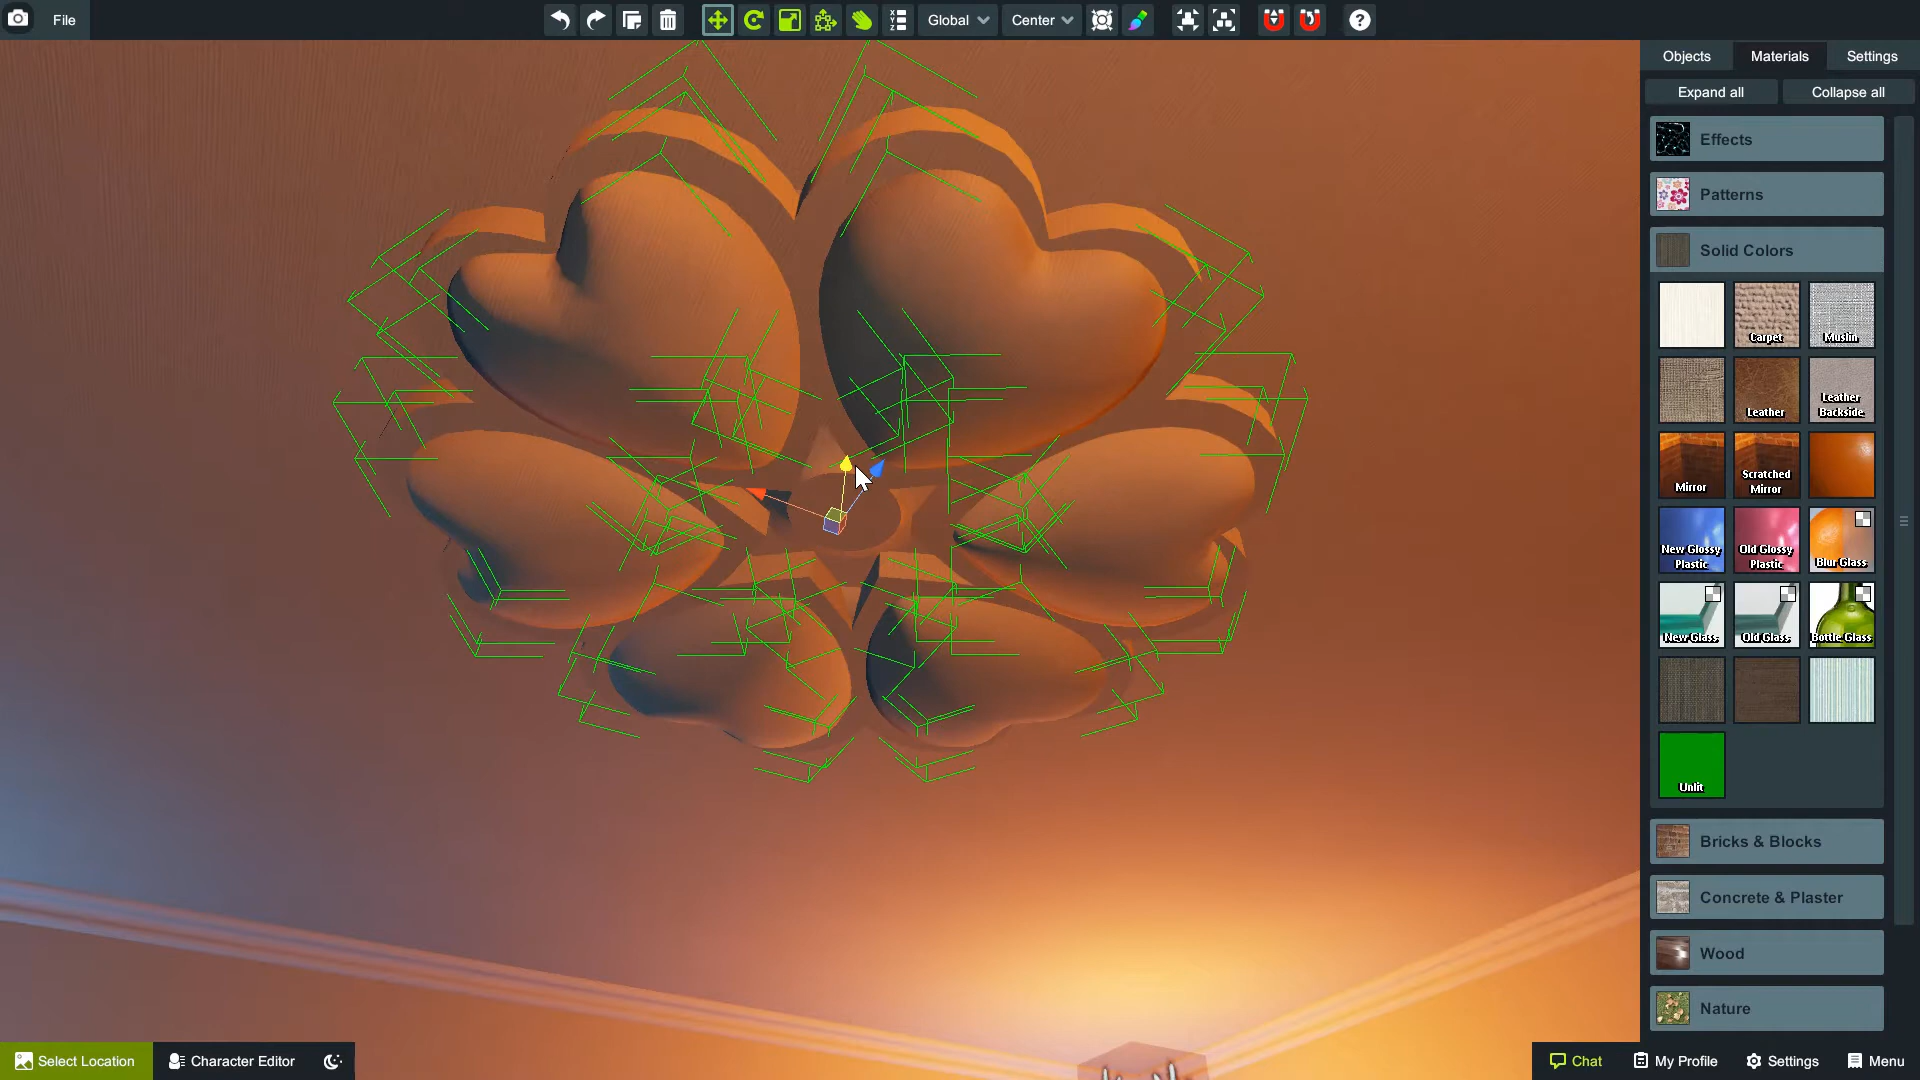 File
Global
Center
Objects
Materials
Settings
Expand all
Collapse all
Effects
Patterns
Solid Colors
Carpet
Muslin
Leather
Leather
Backside
Mirror
Scratched
Mirror
New Glossy
Plastic
Old Glossy
Plastic
Blur Glass
New Glass
Old Glass
Bottle Glass
Unlit
Bricks & Blocks
Concrete & Plaster
Wood
Nature
Select Location
Character Editor
Chat
My Profile
Settings
Menu